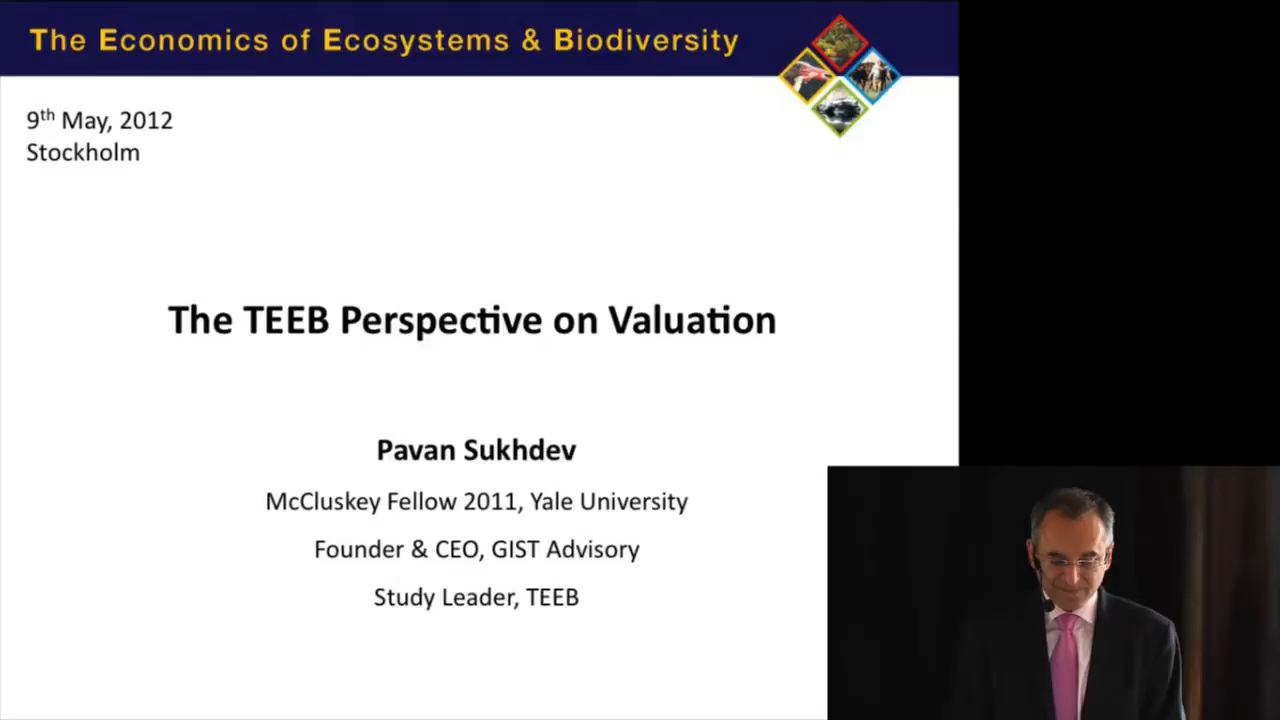 The Economics of Ecosystems & Biodiversity
9th May, 2012
Stockholm
The TEEB Perspective on Valuation
Pavan Sukhdev
McCluskey Fellow 2011, Yale University
Founder & CEO, GIST Advisory
Study Leader, TEEB